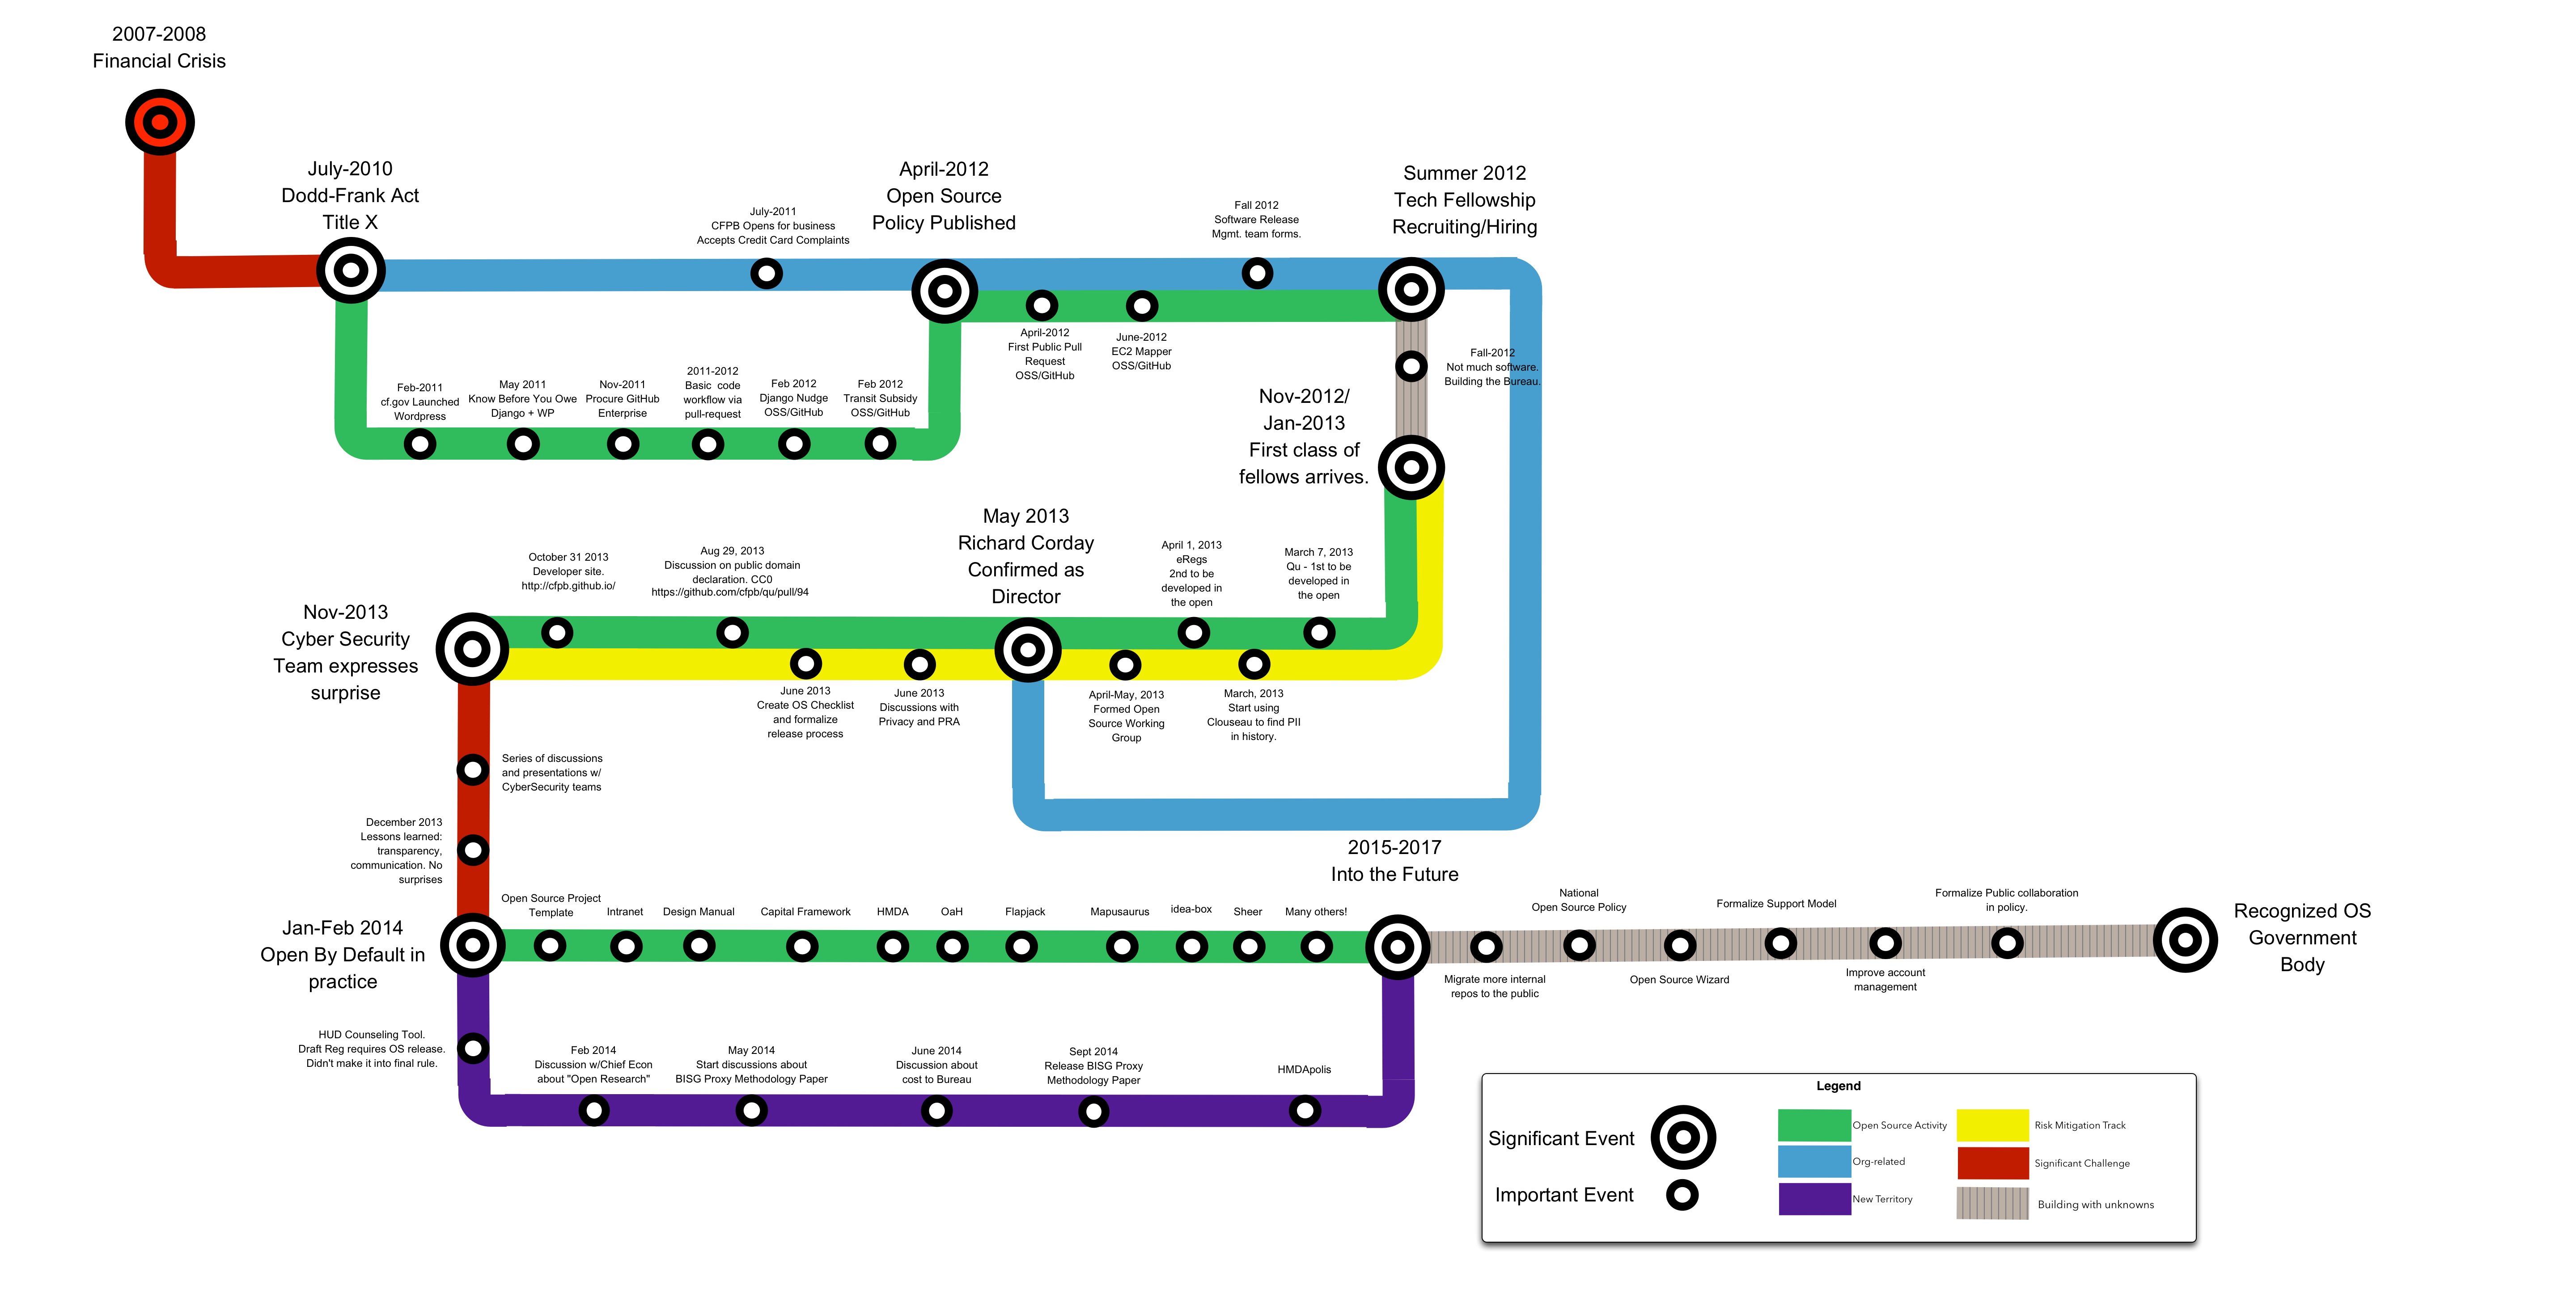 2007-2008
Financial Crisis
July-2010
Dodd-Frank Act
Title X
July-2011
CFPB Opens for business
Accepts Credit Card Complaints
April-2012
Open Source
Policy Published
Fall 2012
Software Release
Mgmt. team forms.
Summer 2012
Tech Fellowship
Recruiting/Hiring
Feb-2011
cf.gov Launched
Wordpress
May 2011
Know Before You Owe
Django + WP
Nov-2011
Procure GitHub
Enterprise
2011-2012
Basic code
workflow via
pull-request
Feb 2012
Django Nudge
OSS/GitHub
Feb 2012
Transit Subsidy
OSS/GitHub
April-2012
First Public Pull
Request
OSS/GitHub
June-2012
EC2 Mapper
OSS/GitHub
Fall-2012
Not much software.
Building the Bureau.
Nov-2012/
Jan-2013
First class of
fellows arrives.
October 31 2013
Developer site.
http://cfpb.github.io/
Aug 29, 2013
Discussion on public domain
declaration. CC0
https://github.com/cfpb/qu/pull/94
May 2013
Richard Corday
Confirmed as
Director
April 1, 2013
eRegs
2nd to be
developed in
the open
March 7, 2013
Qu - 1st to be
developed in
the open
Nov-2013
Cyber Security
Team expresses
surprise
June 2013
Create OS Checklist
and formalize
release process
June 2013
Discussions with
Privacy and PRA
April-May, 2013
Formed Open
Source Working
Group
March, 2013
Start using
Clouseau to find PII
in history.
Series of discussions
and presentations w/
CyberSecurity teams
December 2013
Lessons learned:
transparency,
communication. No
surprises
2015-2017
Into the Future
Jan-Feb 2014
Open By Default in
practice
Open Source Project
Template
Intranet
Design Manual
Capital Framework
HMDA
OaH
Flapjack
Mapusaurus
idea-box
Sheer
Many others!
National
Open Source Policy
Formalize Support Model
Formalize Public collaboration
in policy.
Recognized OS
Government
Body
Migrate more internal
repos to the public
Open Source Wizard
Improve account
management
HUD Counseling Tool.
Draft Reg requires OS release.
Didn't make it into final rule.
Feb 2014
Discussion w/Chief Econ
about "Open Research"
May 2014
Start discussions about
BISG Proxy Methodology Paper
June 2014
Discussion about
cost to Bureau
Sept 2014
Release BISG Proxy
Methodology Paper
HMDApolis
Legend
Significant Event
Important Event
Open Source Activity
Org-related
New Territory
Risk Mitigation Track
Significant Challenge
Building with unknowns